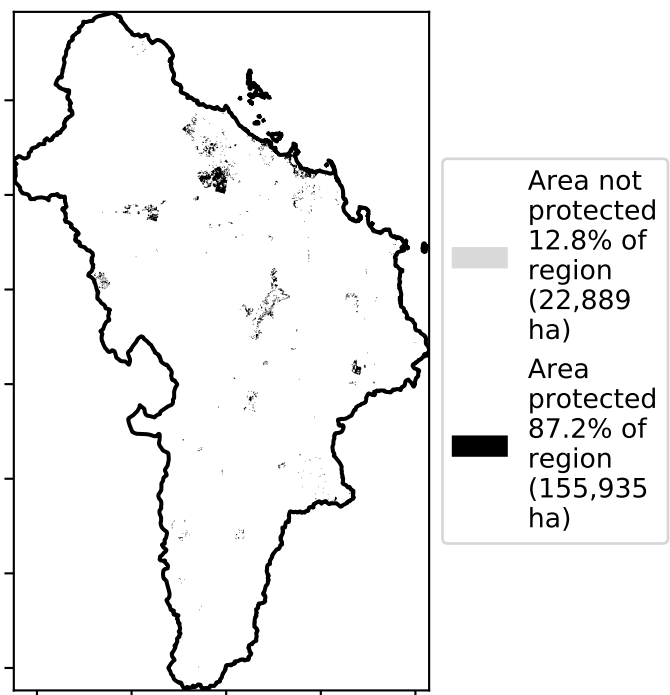 Area not
protected
12.8% of
region
(22,889
ha)
Area
protected
87.2% of
region
(155,935
ha)